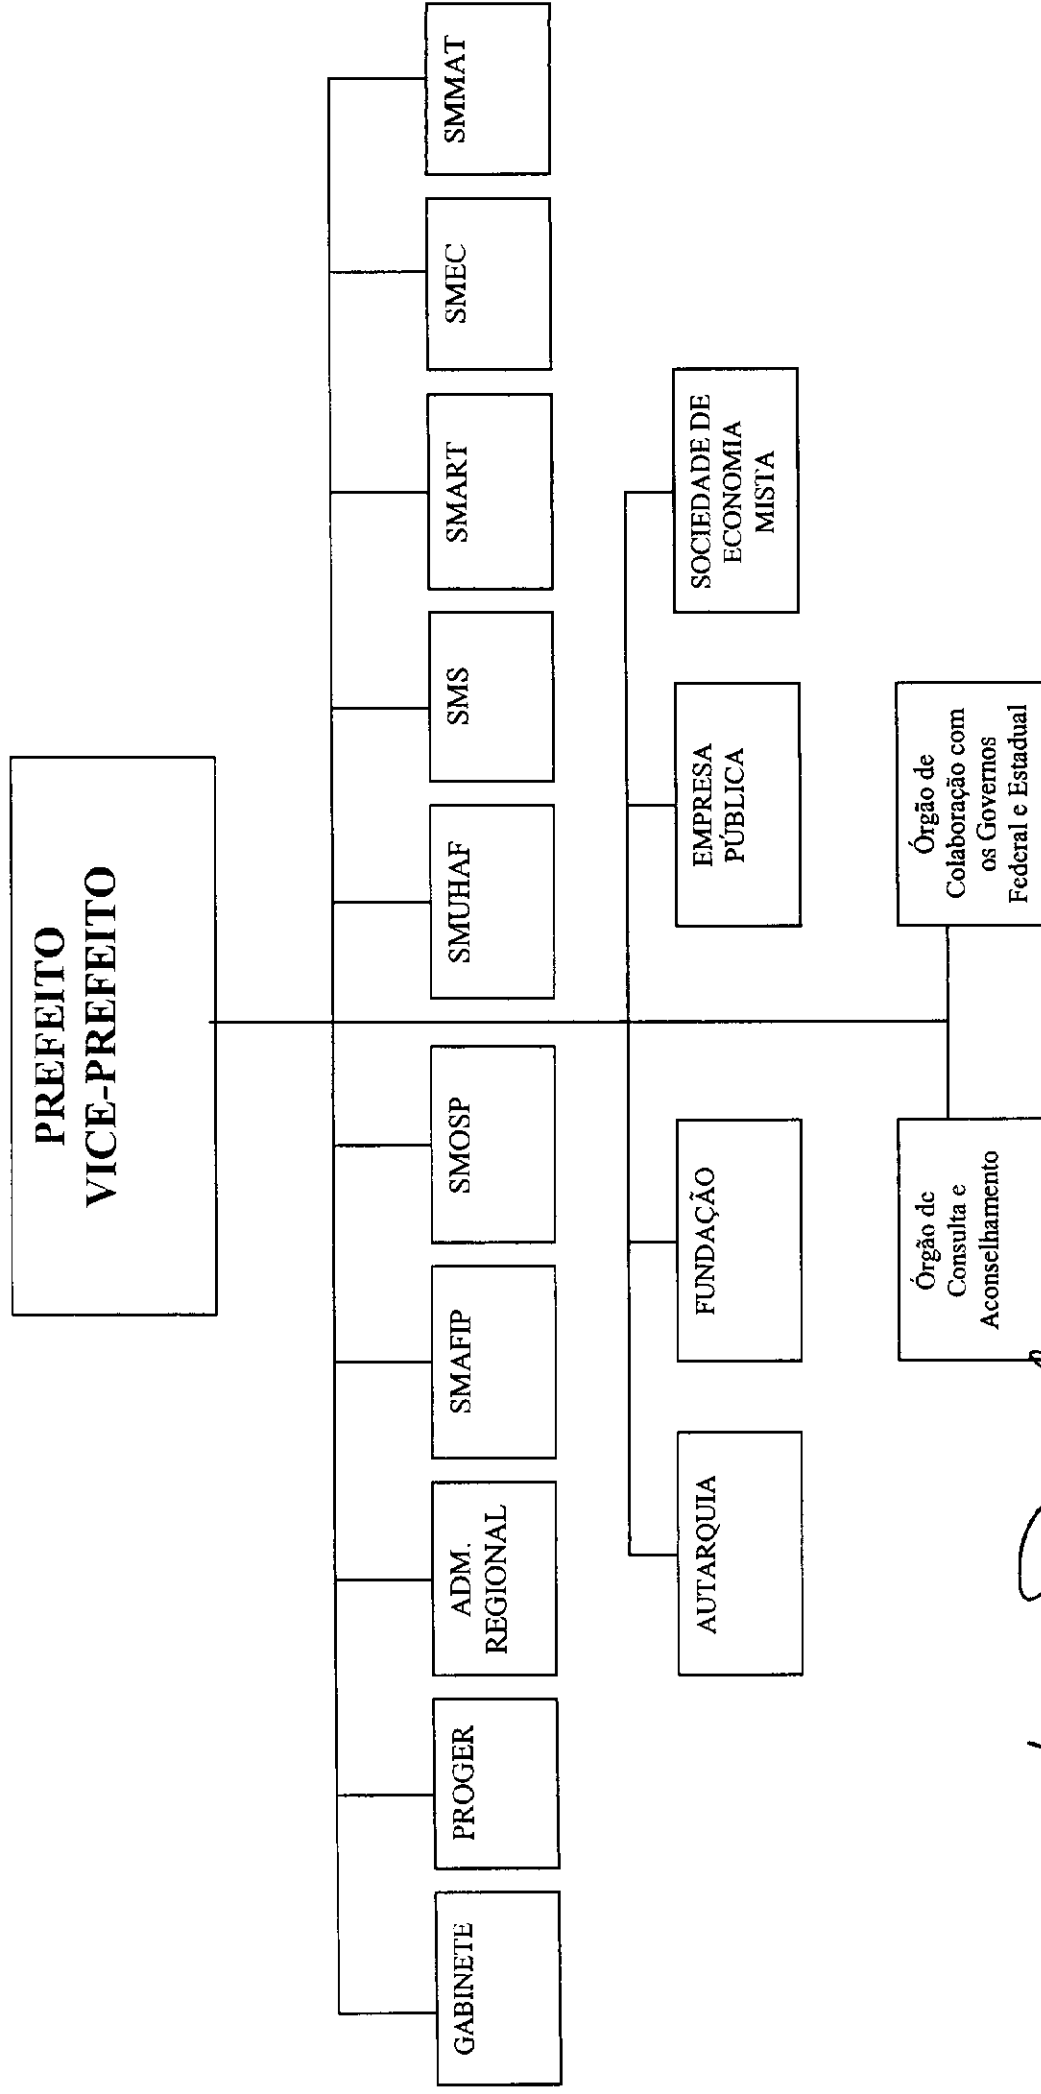 PREFEITO
VICE-PREFEITO
GABINETE
PROGER
ADM.
REGIONAL
SMAFIP
SMOSP
SMUHAF
SMS
SMART
SMEC
SMMAT
AUTARQUIA
FUNDAÇÃO
EMPRESA
PÚBLICA
SOCIEDADE DE
ECONOMIA
MISTA
Órgão de
Consulta e
Aconselhamento
Órgão de
Colaboração com
os Governos
Federal e Estadual